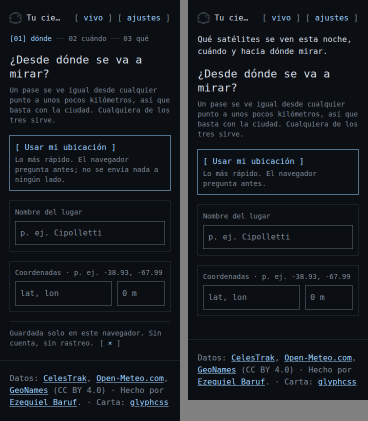 Tu cie… [ vivo ] [ ajustes ]
[01] dónde — 02 cuándo — 03 qué
¿Desde dónde se va a
mirar?
Un pase se ve igual desde cualquier
punto a unos pocos kilómetros, así que
basta con la ciudad. Cualquiera de los
tres sirve.
[ Usar mi ubicación ]
Lo más rápido. El navegador
pregunta antes; no se envía nada a
ningún lado.
Nombre del lugar
p. ej. Cipolletti
Coordenadas · p. ej. -38.93, -67.99
lat, lon 0 m
Guardada solo en este navegador. Sin
cuenta, sin rastreo. [ × ]
Datos: CelesTrak, Open-Meteo.com,
GeoNames (CC BY 4.0) · Hecho por
Ezequiel Baruf. · Carta: glyphcss
Tu cie… [ vivo ] [ ajustes ]
Qué satélites se ven esta noche,
cuándo y hacia dónde mirar.
¿Desde dónde se va a
mirar?
Un pase se ve igual desde cualquier
punto a unos pocos kilómetros, así que
basta con la ciudad. Cualquiera de los
tres sirve.
[ Usar mi ubicación ]
Lo más rápido. El navegador
pregunta antes.
Nombre del lugar
p. ej. Cipolletti
Coordenadas · p. ej. -38.93, -67.99
lat, lon 0 m
Datos: CelesTrak, Open-Meteo.com,
GeoNames (CC BY 4.0) · Hecho por
Ezequiel Baruf. · Carta: glyphcss